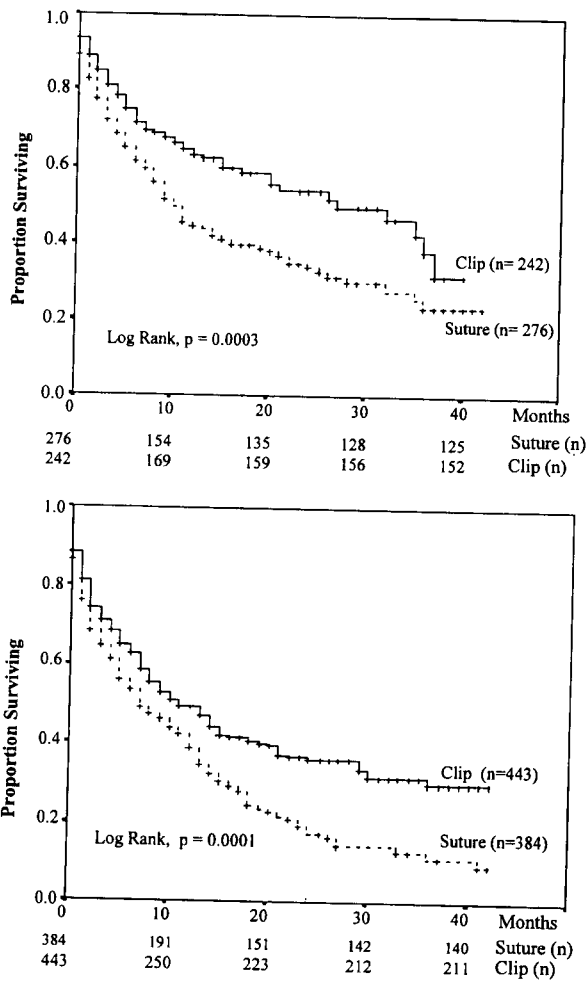 1.0
0.8
0.6
0.4
0.2
0.0
Proportion Surviving
Clip (n= 242)
Suture (n= 276)
Log Rank, p = 0.0003
0 10 20 30 40 Months
276 154 135 128 125 Suture (n)
242 169 159 156 152 Clip (n)
1.0
0.8
0.6
0.4
0.2
0.0
Proportion Surviving
Clip (n=443)
Suture (n=384)
Log Rank, p = 0.0001
0 10 20 30 40 Months
384 191 151 142 140 Suture (n)
443 250 223 212 211 Clip (n)